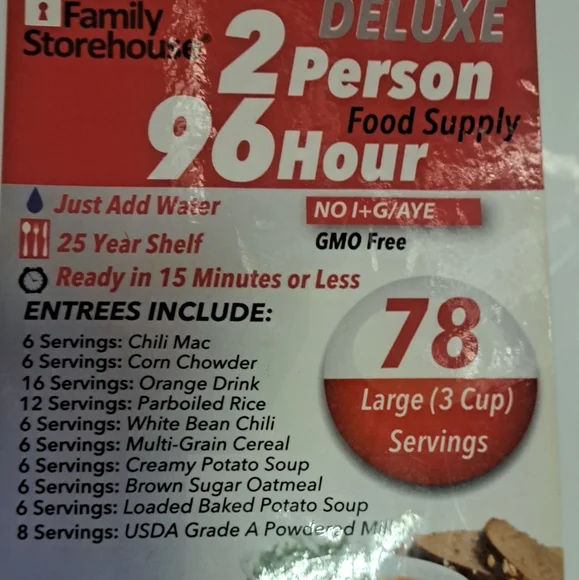 Family
Storehouse®
DELUXE
2 Person
Food Supply
96 Hour
Just Add Water
NO I+G/AYE
25 Year Shelf
GMO Free
Ready in 15 Minutes or Less
ENTREES INCLUDE:
6 Servings: Chili Mac
6 Servings: Corn Chowder
16 Servings: Orange Drink
12 Servings: Parboiled Rice
6 Servings: White Bean Chili
6 Servings: Multi-Grain Cereal
6 Servings: Creamy Potato Soup
6 Servings: Brown Sugar Oatmeal
6 Servings: Loaded Baked Potato Soup
8 Servings: USDA Grade A Powdered Milk
78
Large (3 Cup)
Servings